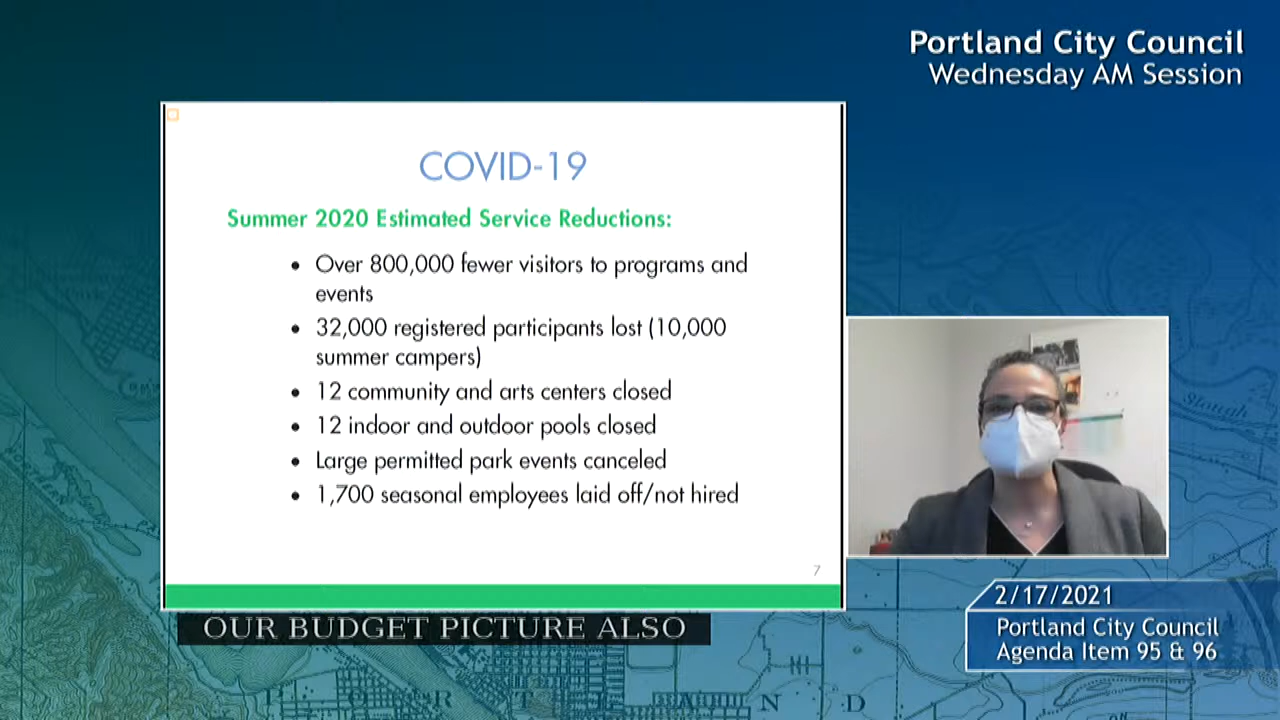 Portland City Council
Wednesday AM Session
COVID-19
Summer 2020 Estimated Service Reductions:
• Over 800,000 fewer visitors to programs and
events
• 32,000 registered participants lost (10,000
summer campers)
• 12 community and arts centers closed
• 12 indoor and outdoor pools closed
• Large permitted park events canceled
• 1,700 seasonal employees laid off/not hired
7
OUR BUDGET PICTURE ALSO
2/17/2021
Portland City Council
Agenda Item 95 & 96
Slough